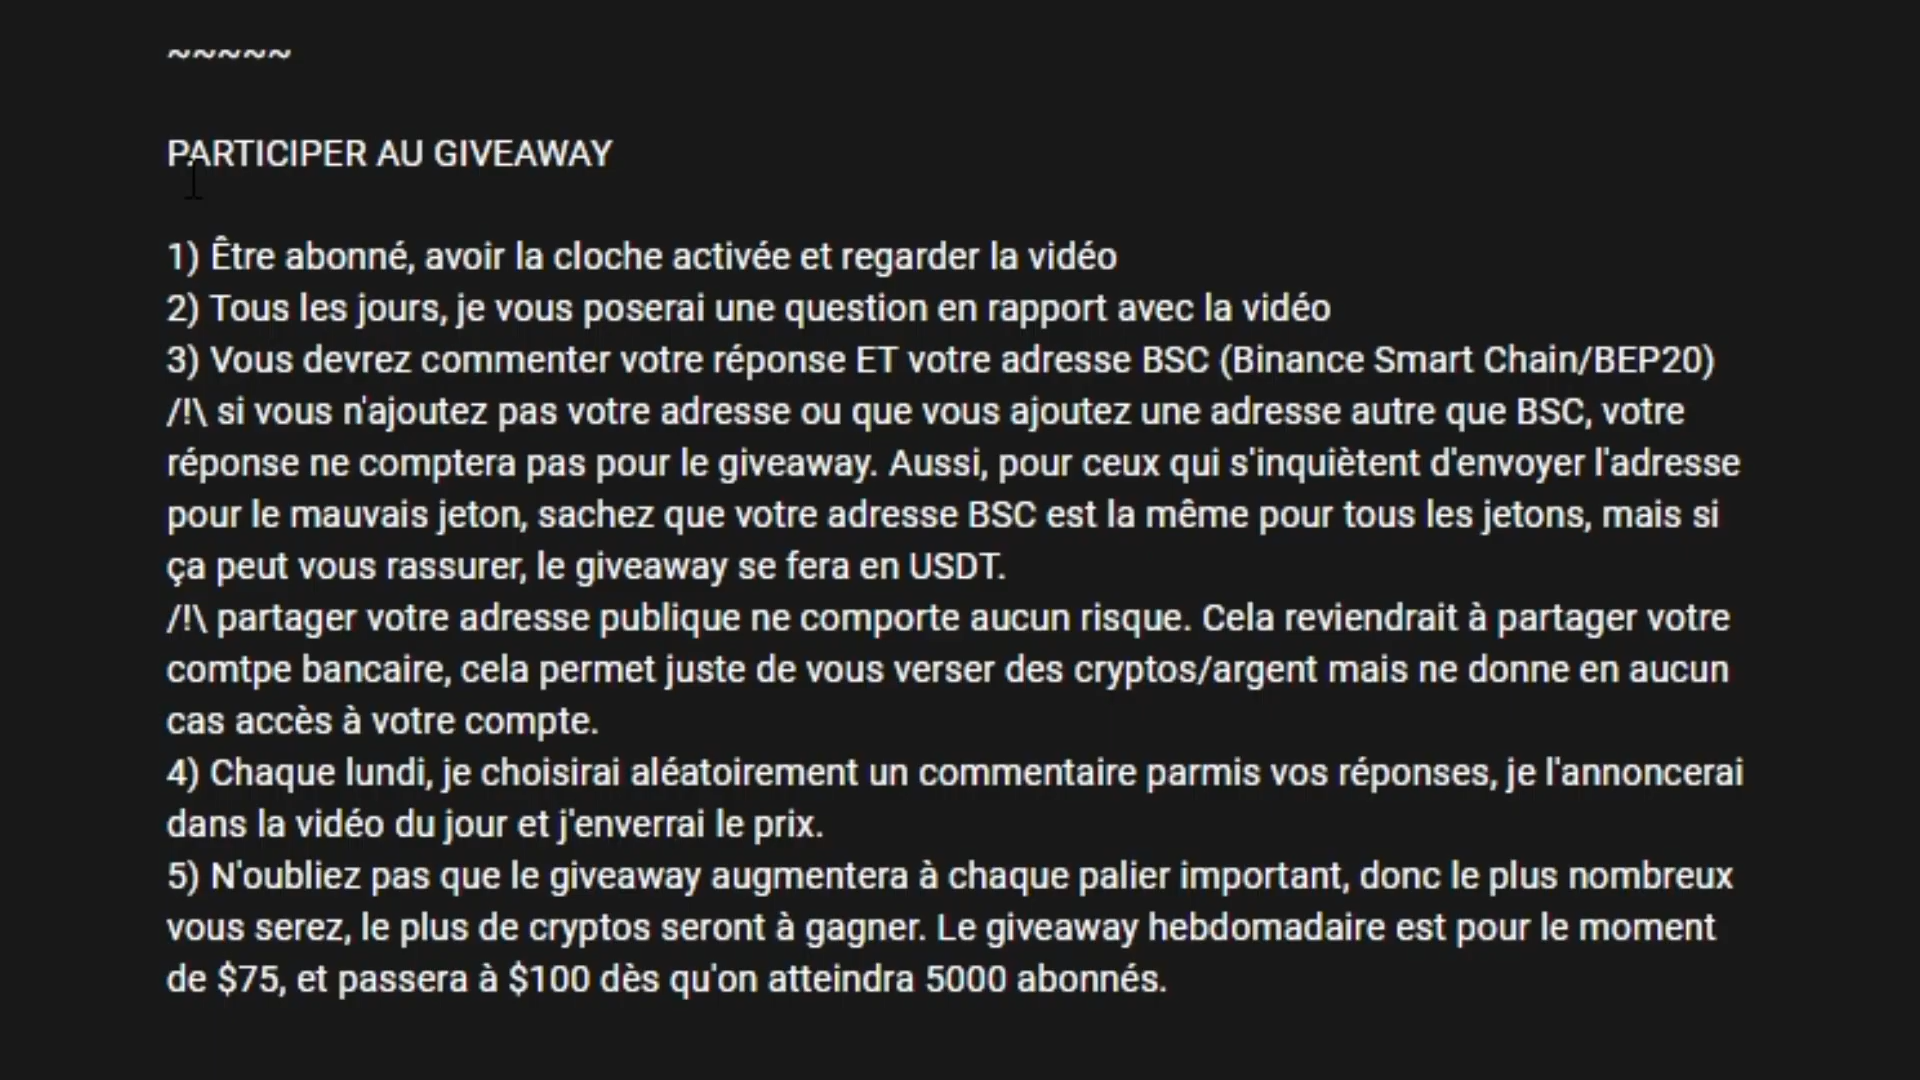 ~~~~~
PARTICIPER AU GIVEAWAY
1) Être abonné, avoir la cloche activée et regarder la vidéo
2) Tous les jours, je vous poserai une question en rapport avec la vidéo
3) Vous devrez commenter votre réponse ET votre adresse BSC (Binance Smart Chain/BEP20)
/!\ si vous n'ajoutez pas votre adresse ou que vous ajoutez une adresse autre que BSC, votre
réponse ne comptera pas pour le giveaway. Aussi, pour ceux qui s'inquiètent d'envoyer l'adresse
pour le mauvais jeton, sachez que votre adresse BSC est la même pour tous les jetons, mais si
ça peut vous rassurer, le giveaway se fera en USDT.
/!\ partager votre adresse publique ne comporte aucun risque. Cela reviendrait à partager votre
comtpe bancaire, cela permet juste de vous verser des cryptos/argent mais ne donne en aucun
cas accès à votre compte.
4) Chaque lundi, je choisirai aléatoirement un commentaire parmis vos réponses, je l'annoncerai
dans la vidéo du jour et j'enverrai le prix.
5) N'oubliez pas que le giveaway augmentera à chaque palier important, donc le plus nombreux
vous serez, le plus de cryptos seront à gagner. Le giveaway hebdomadaire est pour le moment
de $75, et passera à $100 dès qu'on atteindra 5000 abonnés.